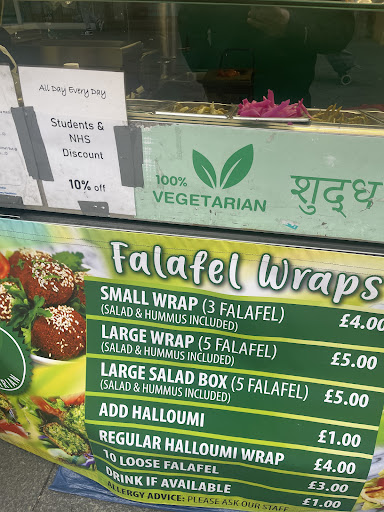 All Day Every Day
Students &
NHS
Discount
10% off
100%
VEGETARIAN
शुद्ध
Falafel Wraps
SMALL WRAP (3 FALAFEL) £4.00
(SALAD & HUMMUS INCLUDED)
LARGE WRAP (5 FALAFEL) £5.00
(SALAD & HUMMUS INCLUDED)
LARGE SALAD BOX (5 FALAFEL) £5.00
(SALAD & HUMMUS INCLUDED)
ADD HALLOUMI £1.00
REGULAR HALLOUMI WRAP £4.00
10 LOOSE FALAFEL £3.00
DRINK IF AVAILABLE £1.00
ALLERGY ADVICE: PLEASE ASK OUR STAFF